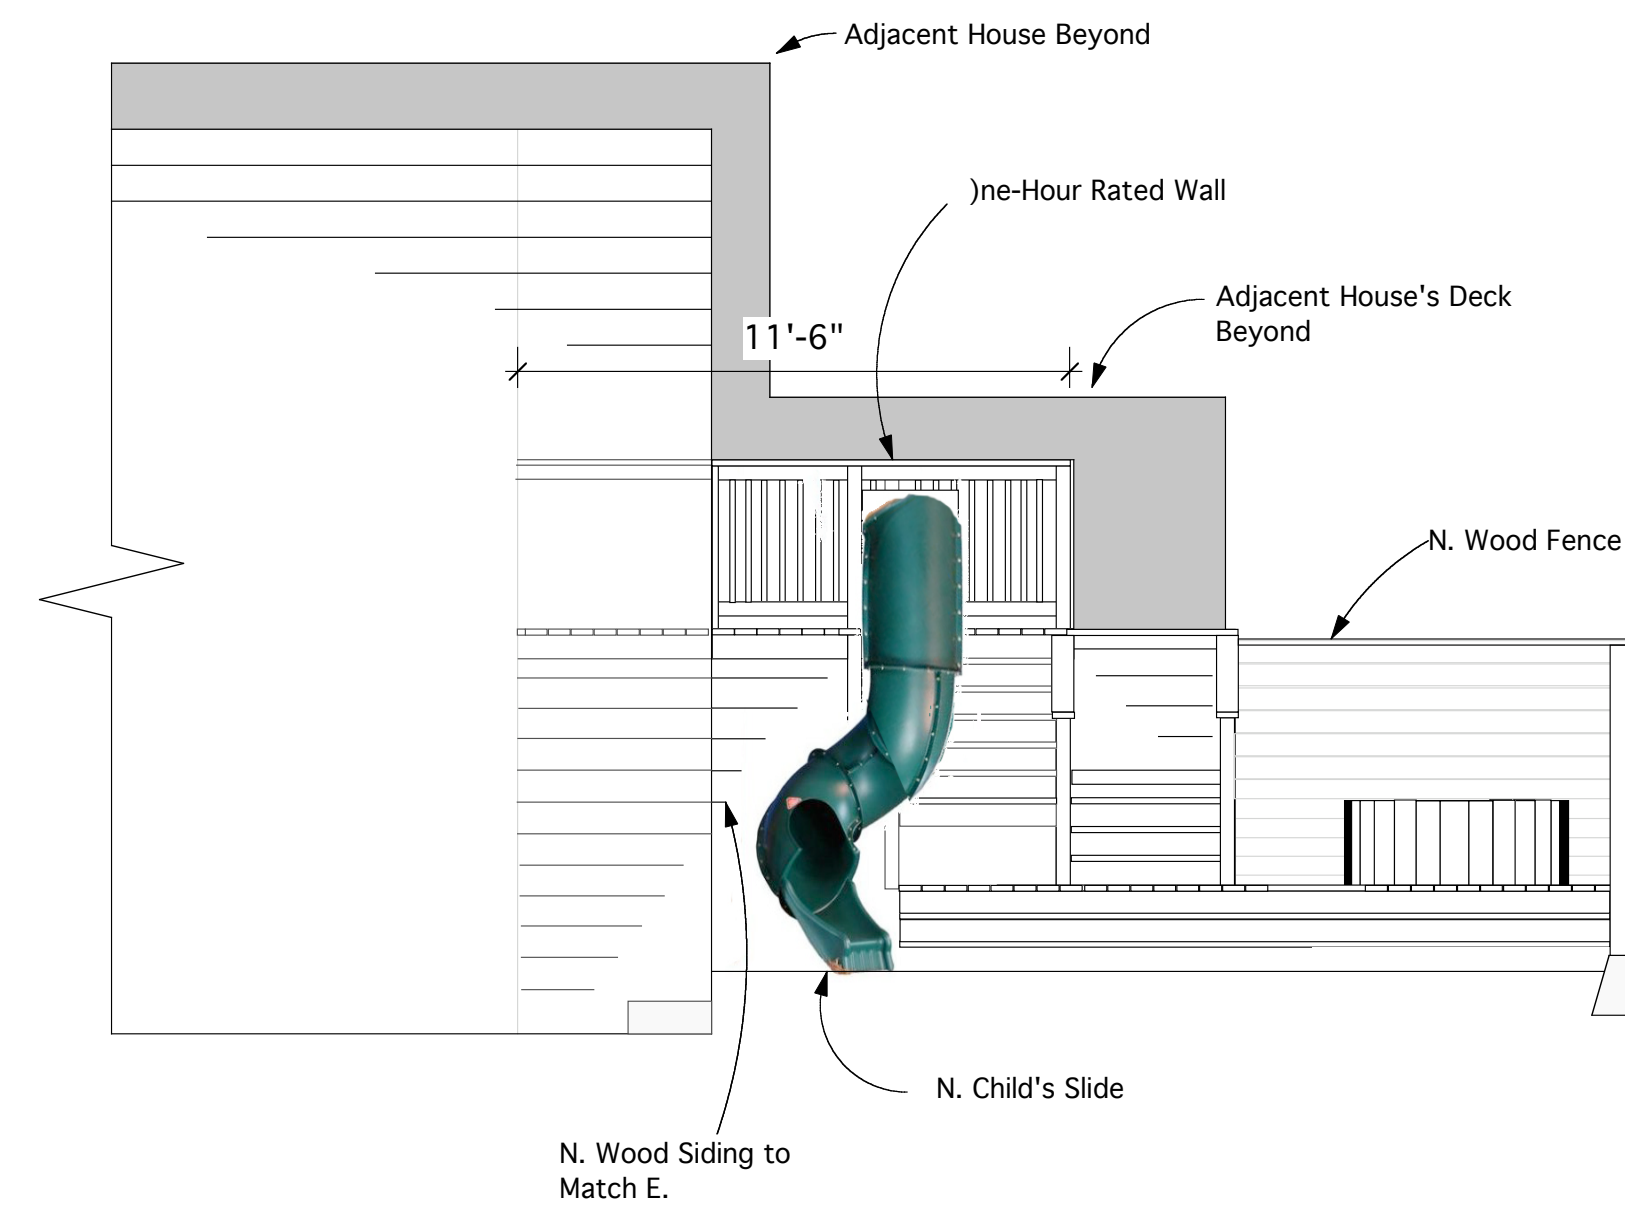 Adjacent House Beyond
)ne-Hour Rated Wall
Adjacent House's Deck
Beyond
11'-6"
N. Wood Fence
N. Child's Slide
N. Wood Siding to
Match E.